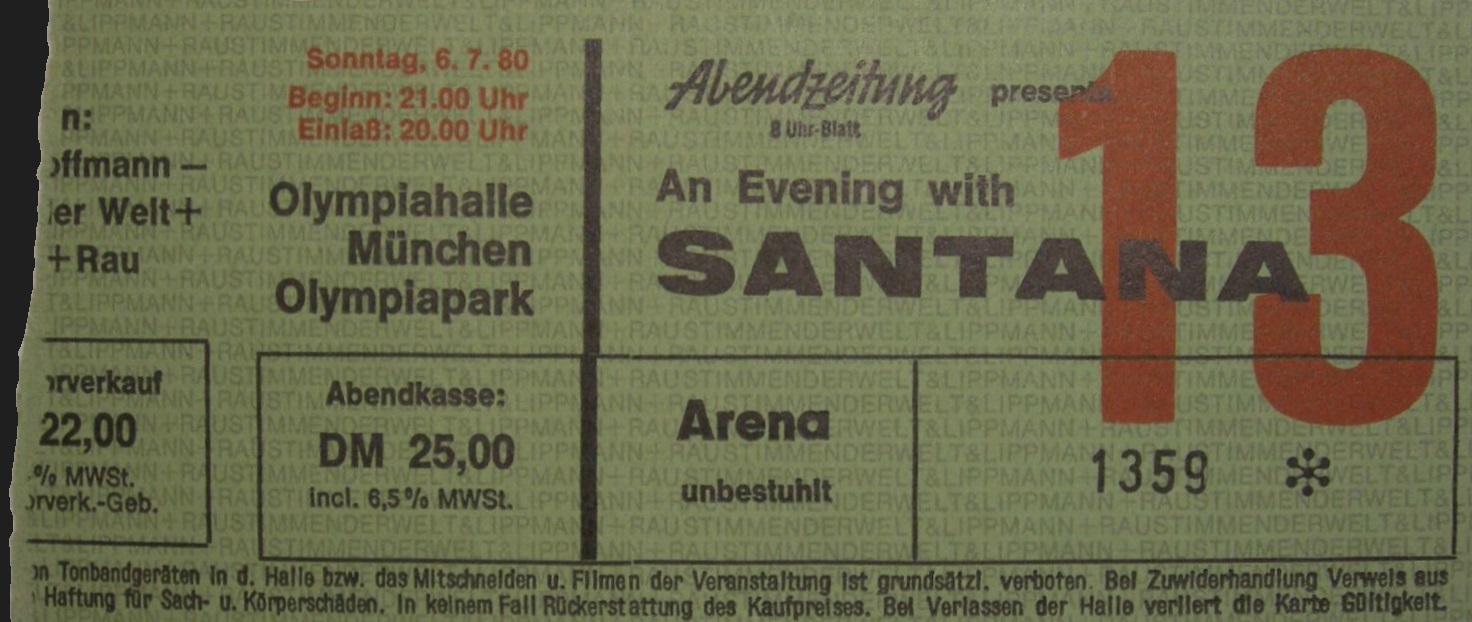 n:
offmann –
ler Welt+
+Rau
Sonntag, 6. 7. 80
Beginn: 21.00 Uhr
Einlaß: 20.00 Uhr
Olympiahalle
München
Olympiapark
Abendzeitung presents
8 Uhr-Blatt
An Evening with
SANTANA
13
orverkauf
22,00
% MWSt.
orverk.-Geb.
Abendkasse:
DM 25,00
incl. 6,5% MWSt.
Arena
unbestuhlt
1359 *
on Tonbandgeräten in d. Halle bzw. das Mitschneiden u. Filmen der Veranstaltung ist grundsätzl. verboten. Bei Zuwiderhandlung Verweis aus
Haftung für Sach- u. Körperschäden. In keinem Fall Rückerstattung des Kaufpreises. Bei Verlassen der Halle verliert die Karte Gültigkeit.